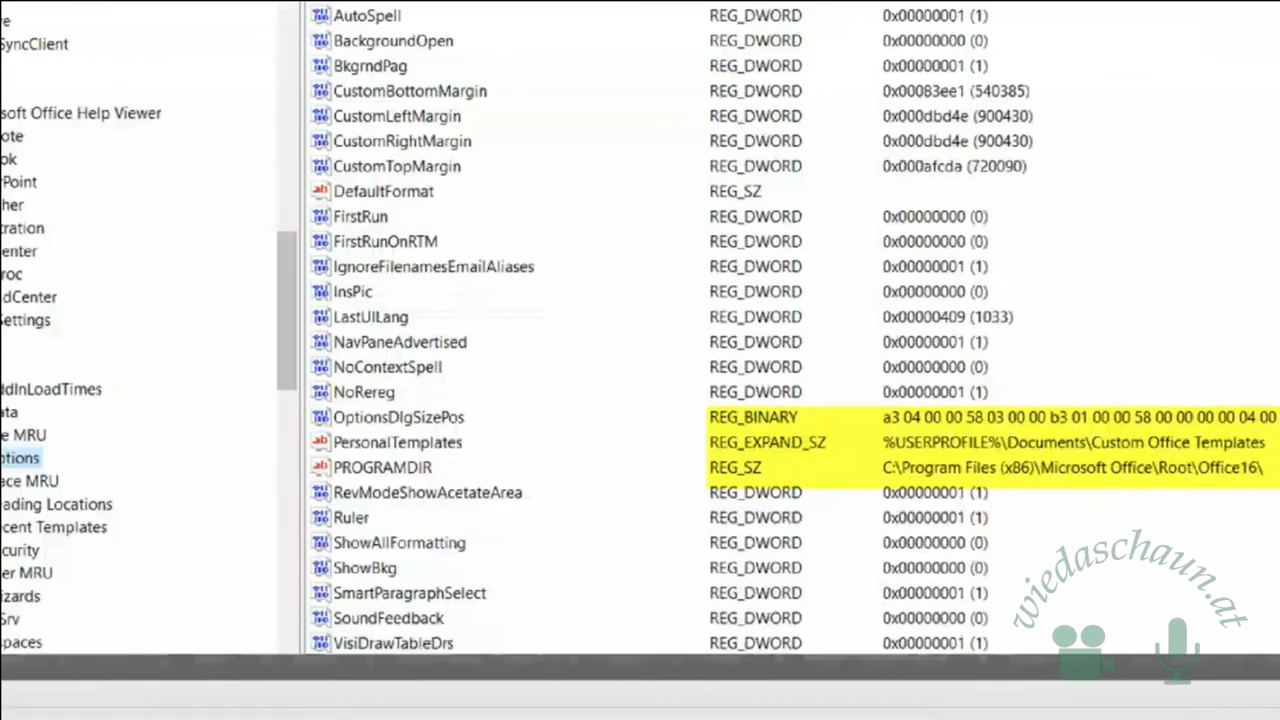 ve
SyncClient
soft Office Help Viewer
ote
ok
Point
her
tration
enter
roc
dCenter
Settings
ddInLoadTimes
ata
e MRU
ptions
ace MRU
eading Locations
ecent Templates
ecurity
er MRU
izards
Srv
spaces
AutoSpell REG_DWORD 0x00000001 (1)
BackgroundOpen REG_DWORD 0x00000000 (0)
BkgrndPag REG_DWORD 0x00000001 (1)
CustomBottomMargin REG_DWORD 0x00083ee1 (540385)
CustomLeftMargin REG_DWORD 0x000dbd4e (900430)
CustomRightMargin REG_DWORD 0x000dbd4e (900430)
CustomTopMargin REG_DWORD 0x000afcda (720090)
DefaultFormat REG_SZ
FirstRun REG_DWORD 0x00000000 (0)
FirstRunOnRTM REG_DWORD 0x00000000 (0)
IgnoreFilenamesEmailAliases REG_DWORD 0x00000001 (1)
InsPic REG_DWORD 0x00000000 (0)
LastUILang REG_DWORD 0x00000409 (1033)
NavPaneAdvertised REG_DWORD 0x00000001 (1)
NoContextSpell REG_DWORD 0x00000000 (0)
NoRereg REG_DWORD 0x00000001 (1)
OptionsDlgSizePos REG_BINARY a3 04 00 00 58 03 00 00 b3 01 00 00 58 00 00 00 00 04 00
PersonalTemplates REG_EXPAND_SZ %USERPROFILE%\Documents\Custom Office Templates
PROGRAMDIR REG_SZ C:\Program Files (x86)\Microsoft Office\Root\Office16\
RevModeShowAcetateArea REG_DWORD 0x00000001 (1)
Ruler REG_DWORD 0x00000001 (1)
ShowAllFormatting REG_DWORD 0x00000000 (0)
ShowBkg REG_DWORD 0x00000000 (0)
SmartParagraphSelect REG_DWORD 0x00000001 (1)
SoundFeedback REG_DWORD 0x00000000 (0)
VisiDrawTableDrs REG_DWORD 0x00000001 (1)
wiedaschaun.at